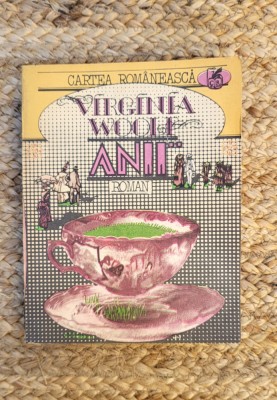 CARTEA ROMÂNEASCĂ
VIRGINIA
WOOLF
ANII**
ROMAN